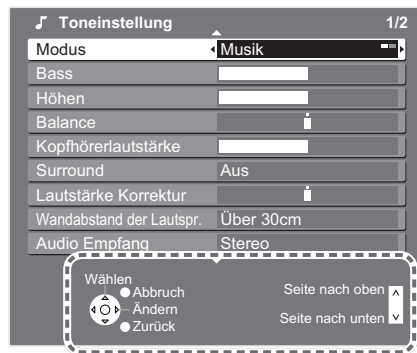 Toneinstellung 1/2
Modus Musik
Bass
Höhen
Balance
Kopfhörerlautstärke
Surround Aus
Lautstärke Korrektur
Wandabstand der Lautspr. Über 30cm
Audio Empfang Stereo
Wählen
Abbruch
Ändern
Zurück
Seite nach oben
Seite nach unten